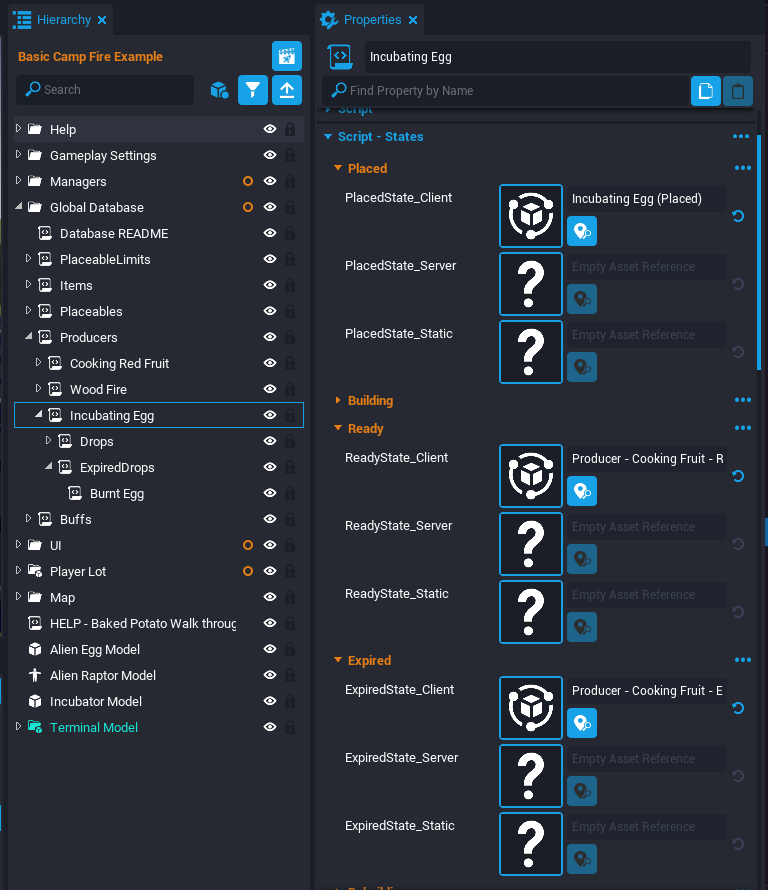 Hierarchy
Basic Camp Fire Example
Search
Help
Gameplay Settings
Managers
Global Database
Database README
PlaceableLimits
Items
Placeables
Producers
Cooking Red Fruit
Wood Fire
Incubating Egg
Drops
ExpiredDrops
Burnt Egg
Buffs
UI
Player Lot
Map
HELP - Baked Potato Walk throug
Alien Egg Model
Alien Raptor Model
Incubator Model
Terminal Model
Properties
Incubating Egg
Find Property by Name
Script
Script - States
Placed
PlacedState_Client
Incubating Egg (Placed)
PlacedState_Server
Empty Asset Reference
PlacedState_Static
Empty Asset Reference
Building
Ready
ReadyState_Client
Producer - Cooking Fruit - R
ReadyState_Server
Empty Asset Reference
ReadyState_Static
Empty Asset Reference
Expired
ExpiredState_Client
Producer - Cooking Fruit - E
ExpiredState_Server
Empty Asset Reference
ExpiredState_Static
Empty Asset Reference